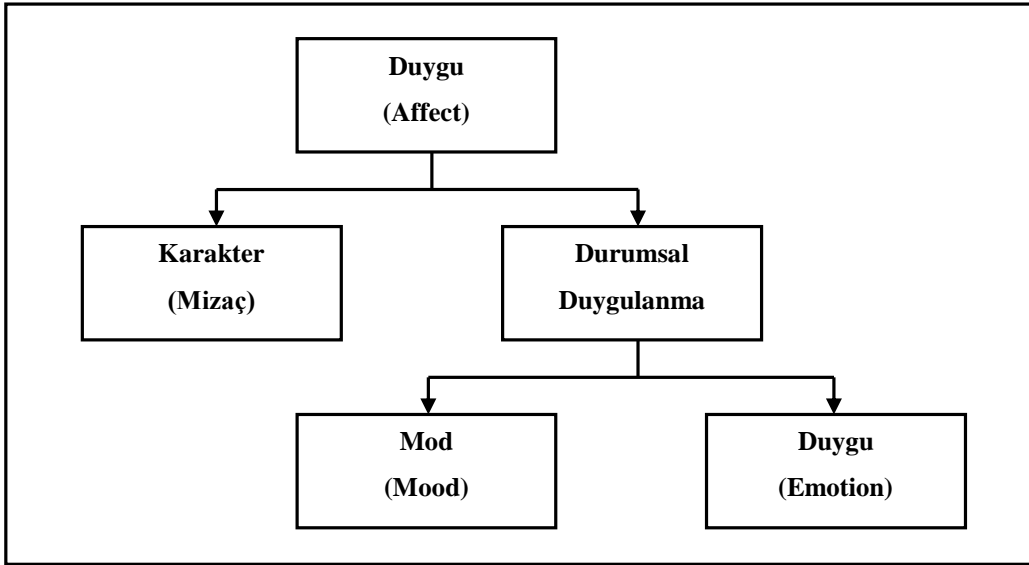 Duygu
(Affect)
Karakter
(Mizaç)
Durumsal
Duygulanma
Mod
(Mood)
Duygu
(Emotion)